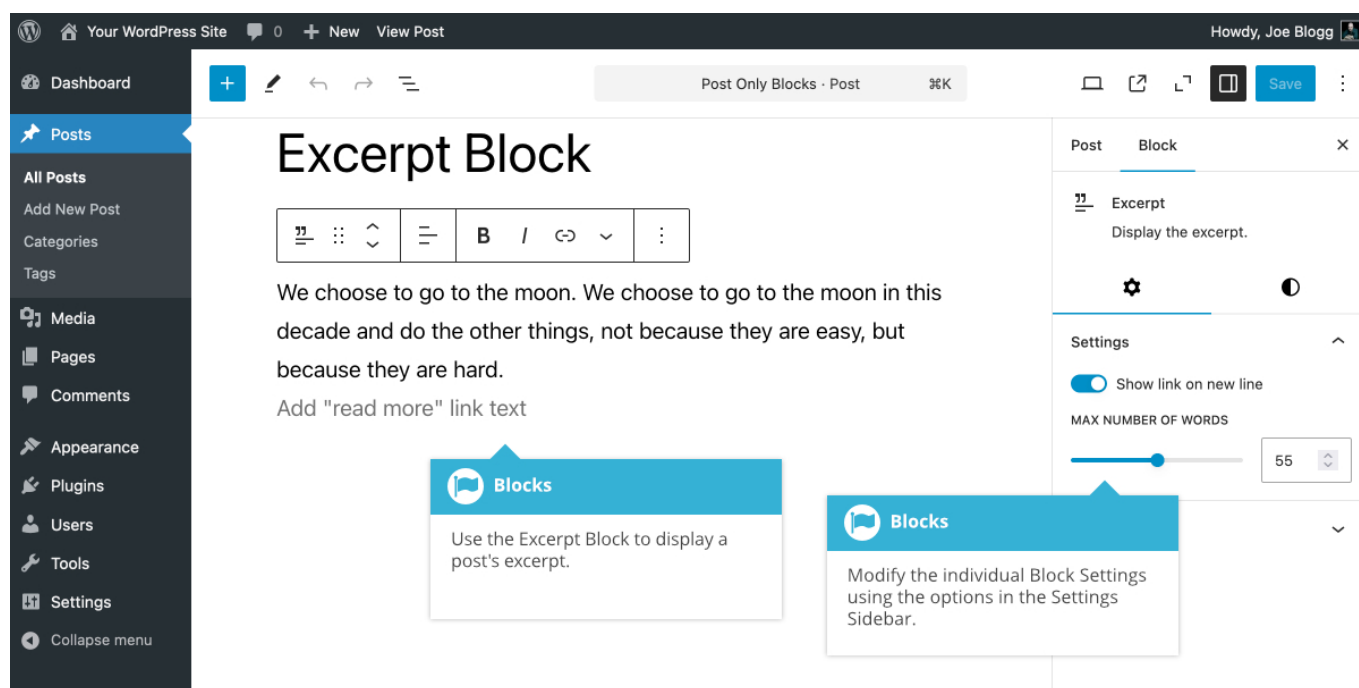 Your WordPress Site 0 New View Post Howdy, Joe Blogg
Dashboard
Posts
All Posts
Add New Post
Categories
Tags
Media
Pages
Comments
Appearance
Plugins
Users
Tools
Settings
Collapse menu
Post Only Blocks · Post ⌘K
Save
Excerpt Block
B I
We choose to go to the moon. We choose to go to the moon in this
decade and do the other things, not because they are easy, but
because they are hard.
Add "read more" link text
Blocks
Use the Excerpt Block to display a
post's excerpt.
Post Block
Excerpt
Display the excerpt.
Settings
Show link on new line
MAX NUMBER OF WORDS
55
Blocks
Modify the individual Block Settings
using the options in the Settings
Sidebar.